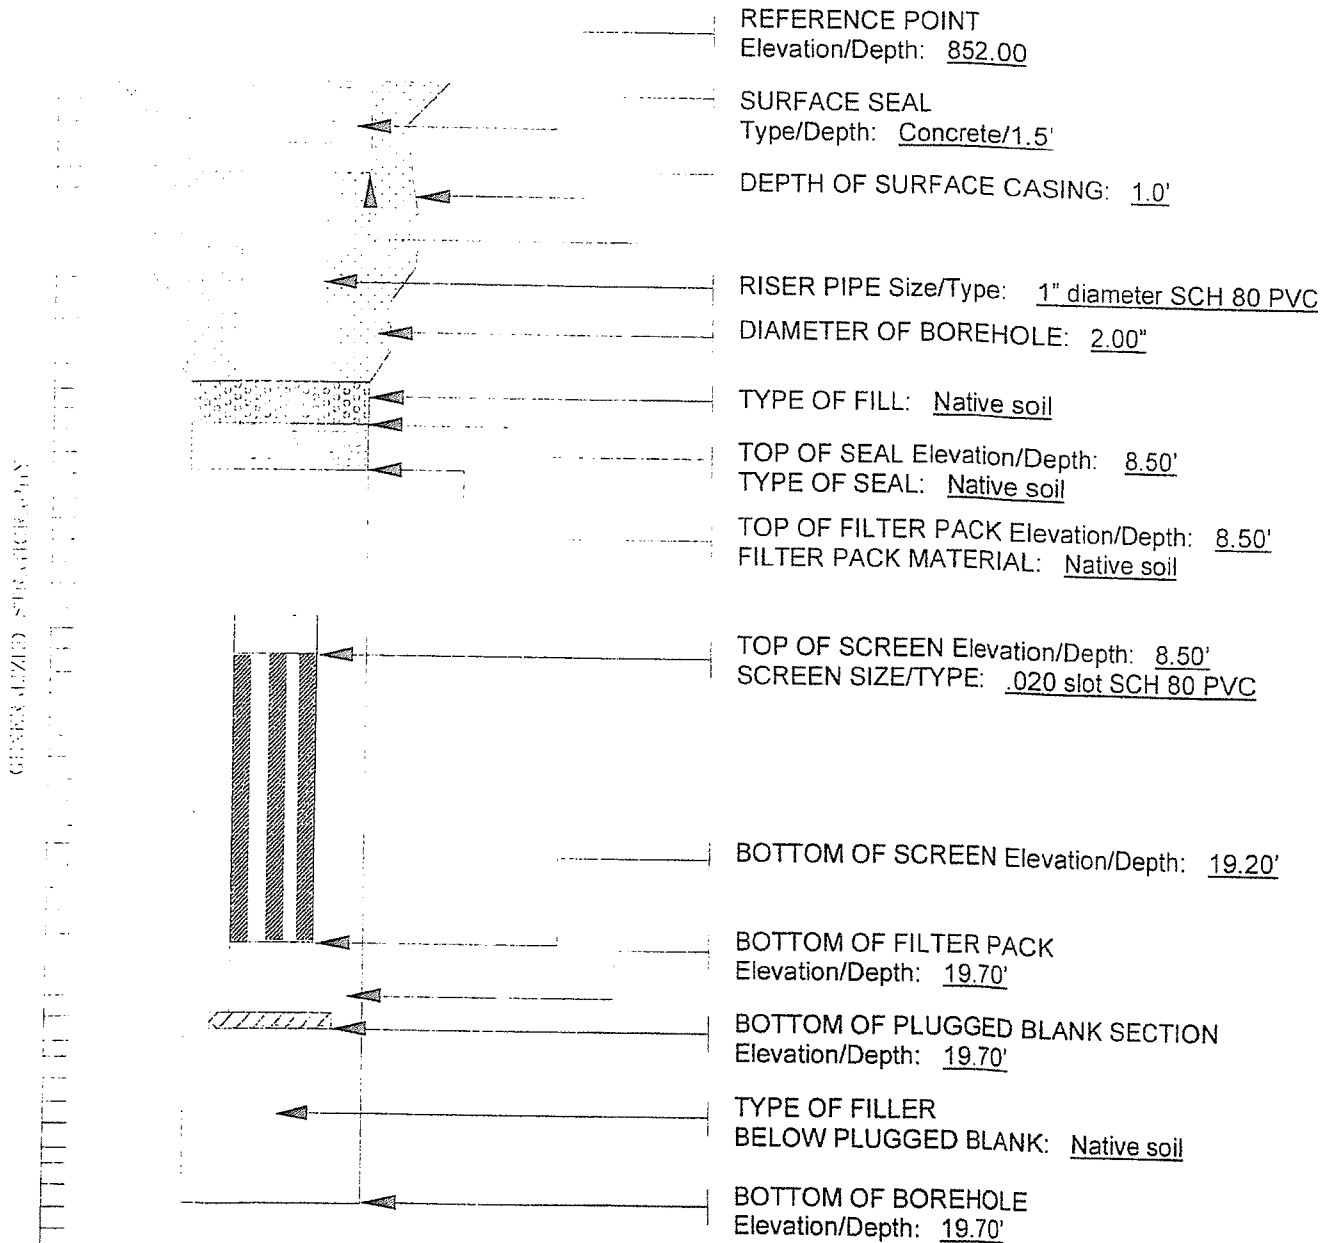 REFERENCE POINT
Elevation/Depth: 852.00
SURFACE SEAL
Type/Depth: Concrete/1.5'
DEPTH OF SURFACE CASING: 1.0'
RISER PIPE Size/Type: 1" diameter SCH 80 PVC
DIAMETER OF BOREHOLE: 2.00"
TYPE OF FILL: Native soil
TOP OF SEAL Elevation/Depth: 8.50'
TYPE OF SEAL: Native soil
TOP OF FILTER PACK Elevation/Depth: 8.50'
FILTER PACK MATERIAL: Native soil
TOP OF SCREEN Elevation/Depth: 8.50'
SCREEN SIZE/TYPE: .020 slot SCH 80 PVC
BOTTOM OF SCREEN Elevation/Depth: 19.20'
BOTTOM OF FILTER PACK
Elevation/Depth: 19.70'
BOTTOM OF PLUGGED BLANK SECTION
Elevation/Depth: 19.70'
TYPE OF FILLER
BELOW PLUGGED BLANK: Native soil
BOTTOM OF BOREHOLE
Elevation/Depth: 19.70'
GENERALIZED STRATIGRAPHY